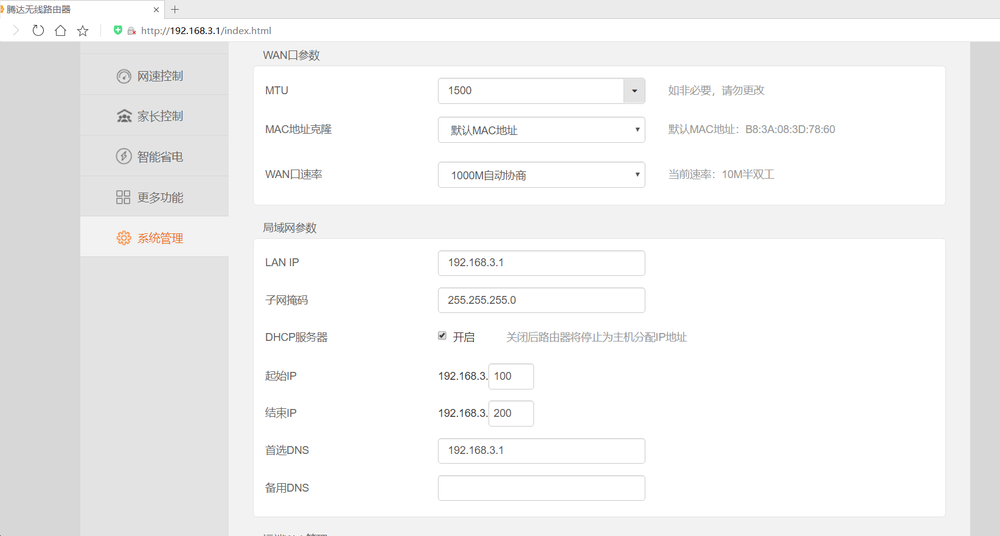 腾达无线路由器
http://192.168.3.1/index.html
网速控制
家长控制
智能省电
更多功能
系统管理
WAN口参数
MTU 1500 如非必要，请勿更改
MAC地址克隆 默认MAC地址 默认MAC地址：B8:3A:08:3D:78:60
WAN口速率 1000M自动协商 当前速率：10M半双工
局域网参数
LAN IP 192.168.3.1
子网掩码 255.255.255.0
DHCP服务器 开启 关闭后路由器将停止为主机分配IP地址
起始IP 192.168.3. 100
结束IP 192.168.3. 200
首选DNS 192.168.3.1
备用DNS